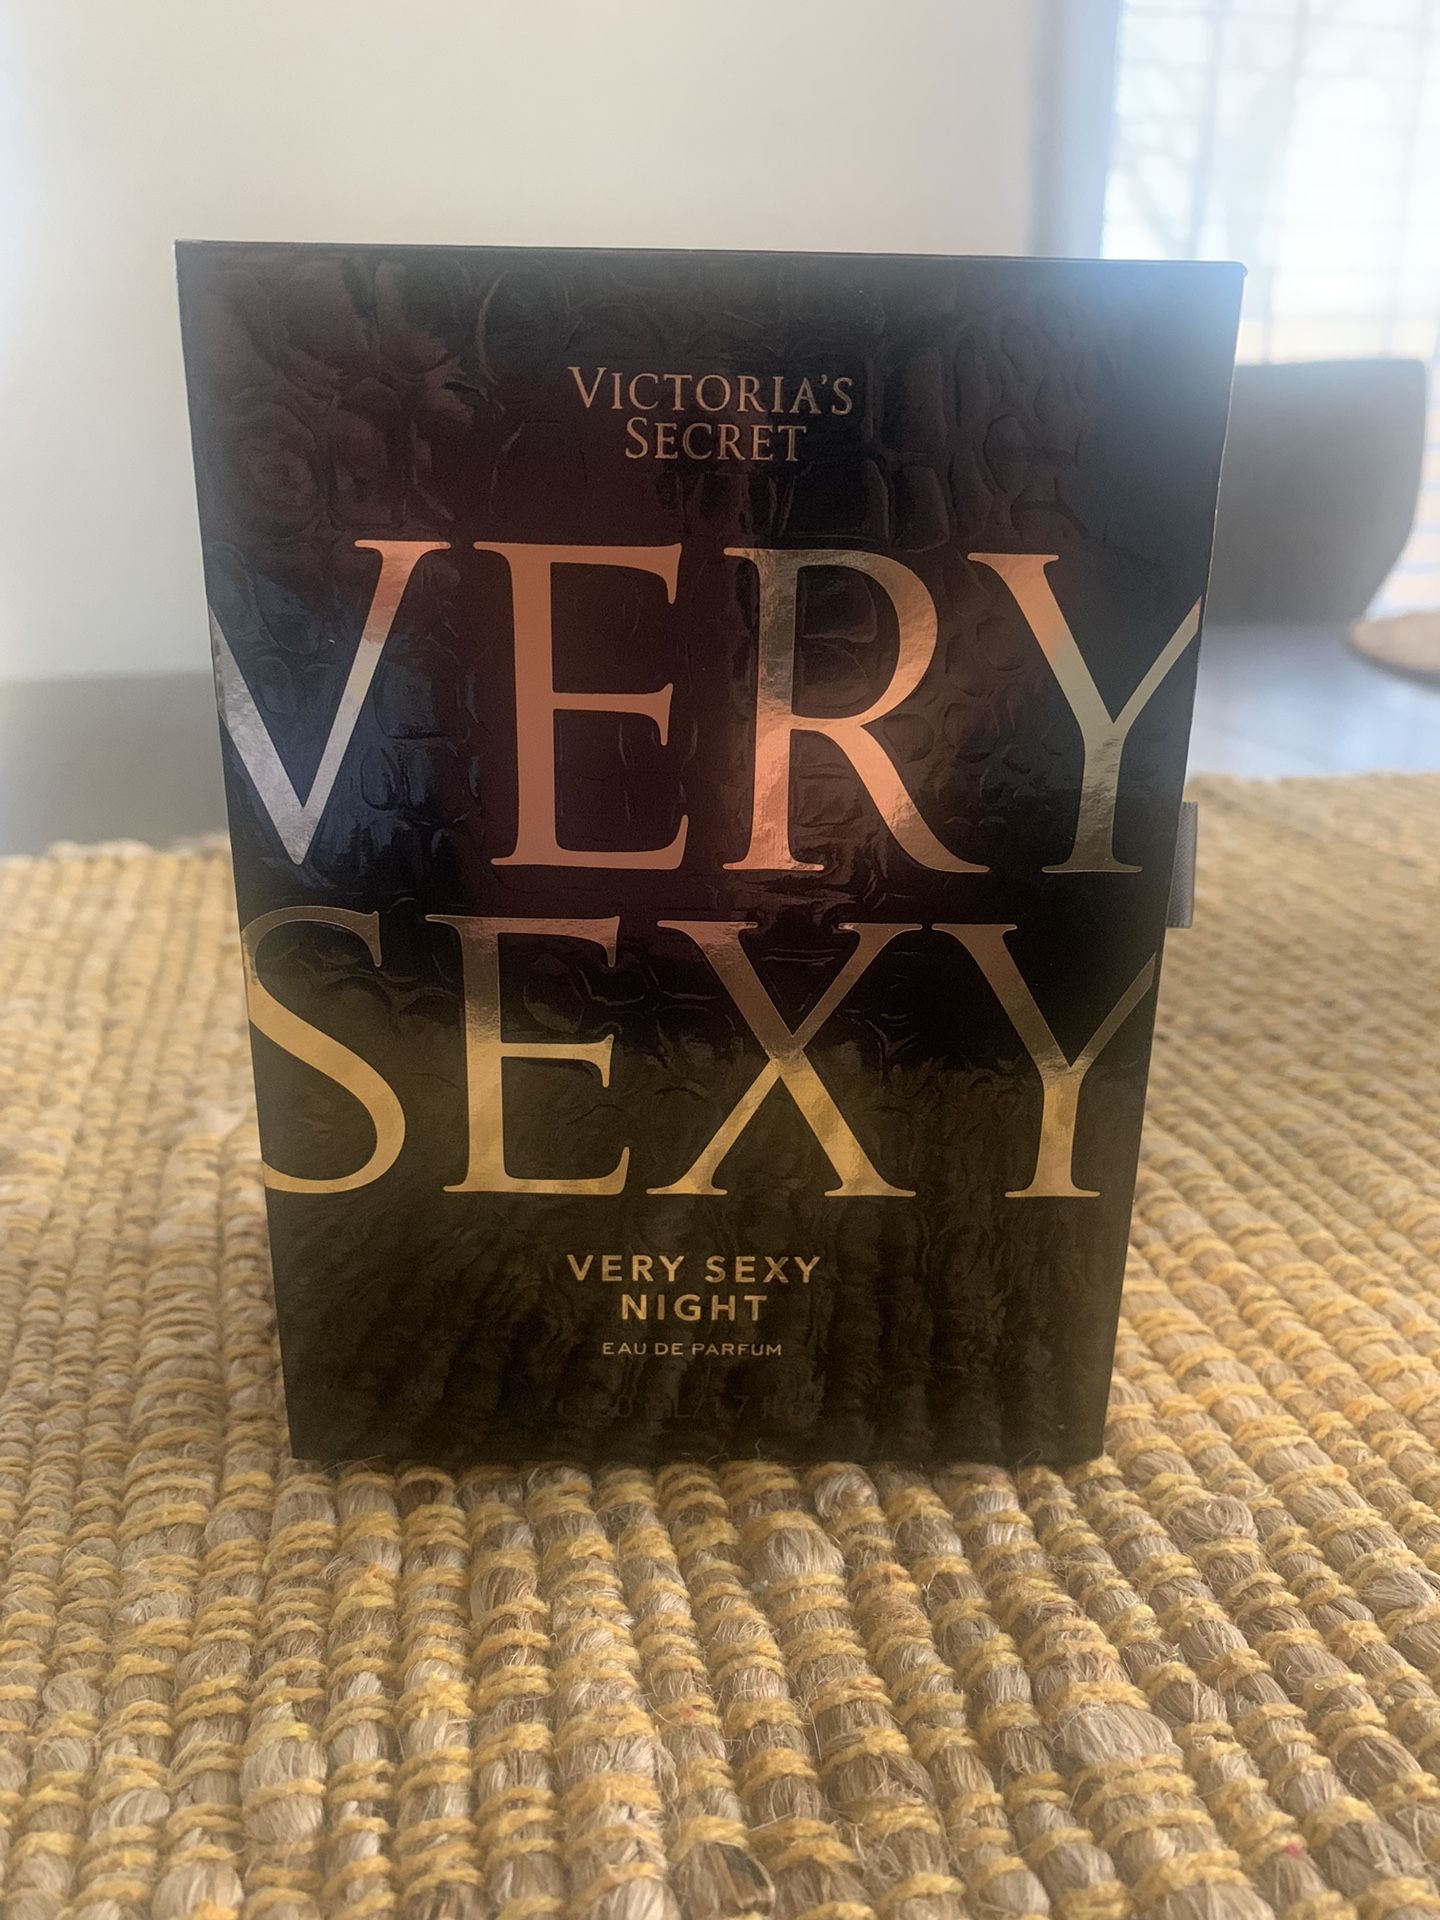 VICTORIA'S
SECRET
VERY
SEXY
VERY SEXY
NIGHT
EAU DE PARFUM